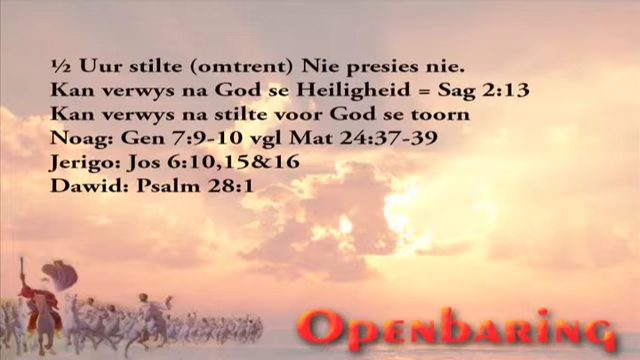 ½ Uur stilte (omtrent) Nie presies nie.
Kan verwys na God se Heiligheid = Sag 2:13
Kan verwys na stilte voor God se toorn
Noag: Gen 7:9-10 vgl Mat 24:37-39
Jerigo: Jos 6:10,15&16
Dawid: Psalm 28:1
Openbaring